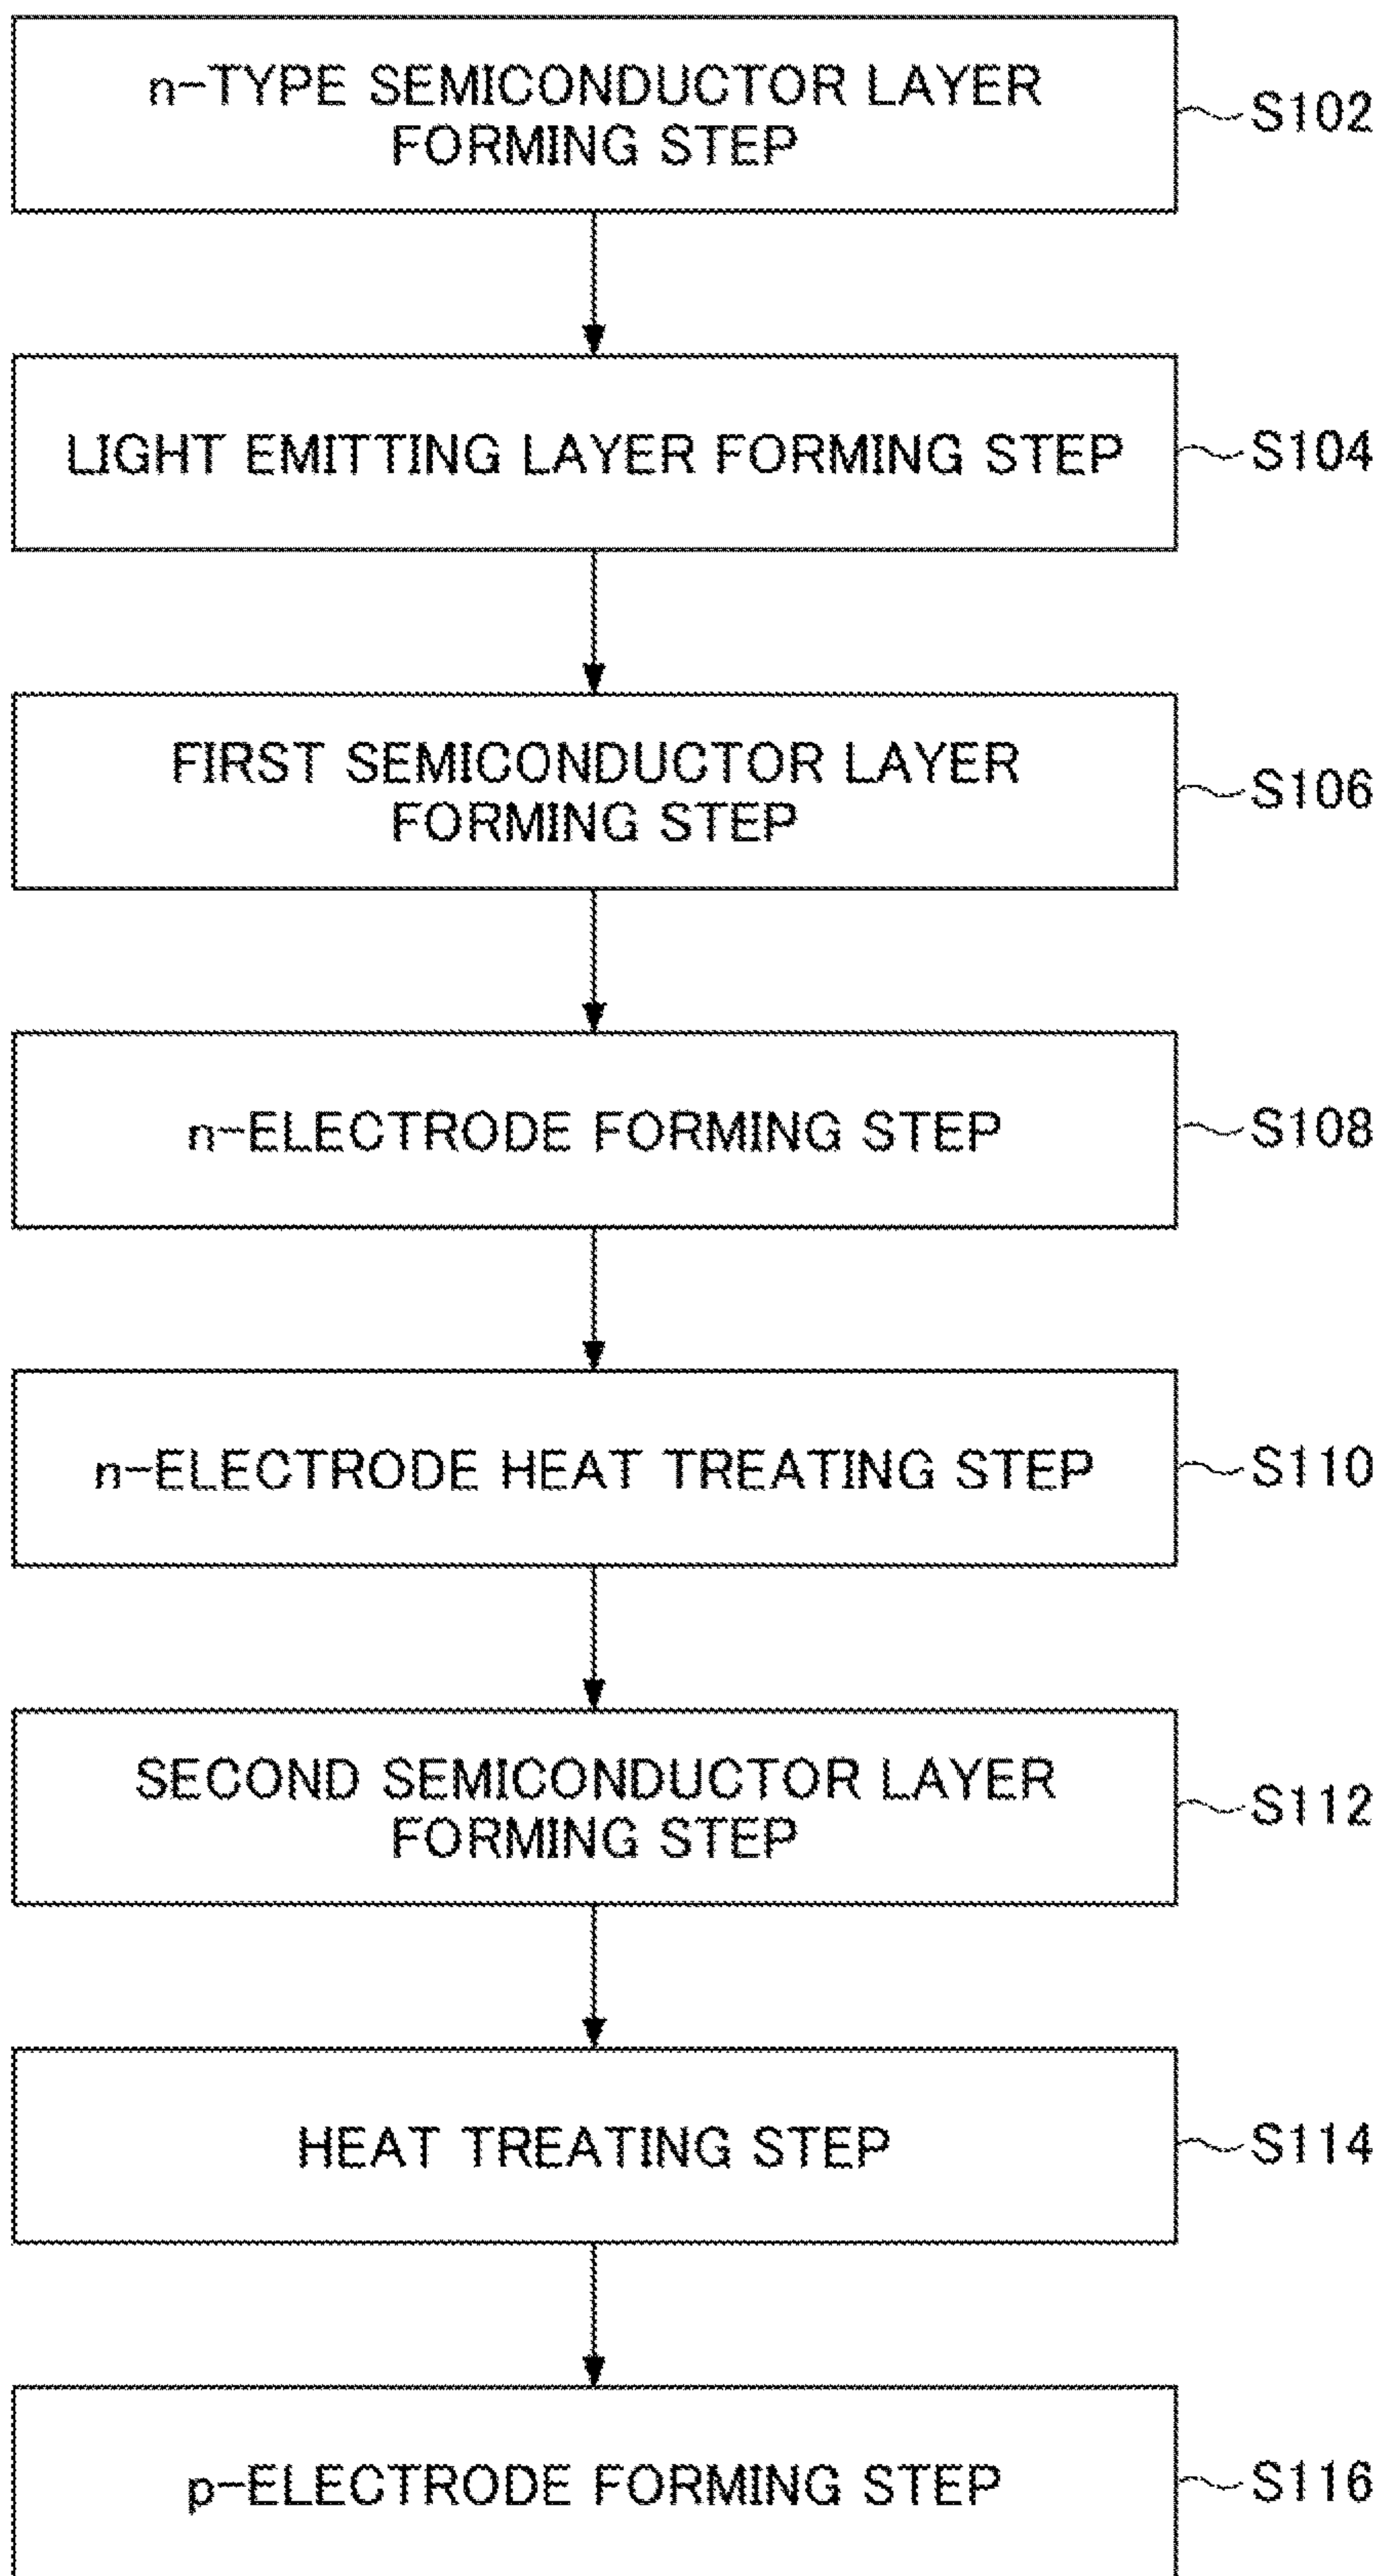 n-TYPE SEMICONDUCTOR LAYER
FORMING STEP
S102
LIGHT EMITTING LAYER FORMING STEP
S104
FIRST SEMICONDUCTOR LAYER
FORMING STEP
S106
n-ELECTRODE FORMING STEP
S108
n-ELECTRODE HEAT TREATING STEP
S110
SECOND SEMICONDUCTOR LAYER
FORMING STEP
S112
HEAT TREATING STEP
S114
p-ELECTRODE FORMING STEP
S116